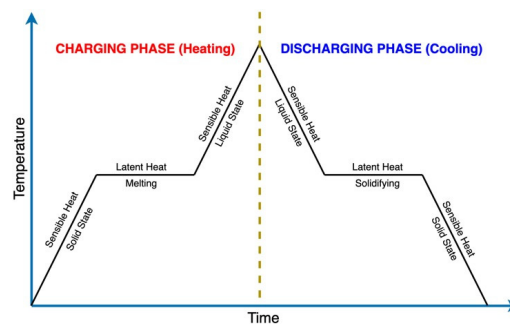 CHARGING PHASE (Heating)
DISCHARGING PHASE (Cooling)
Temperature
Sensible Heat
Solid State
Latent Heat
Melting
Sensible Heat
Liquid State
Sensible Heat
Liquid State
Latent Heat
Solidifying
Sensible Heat
Solid State
Time